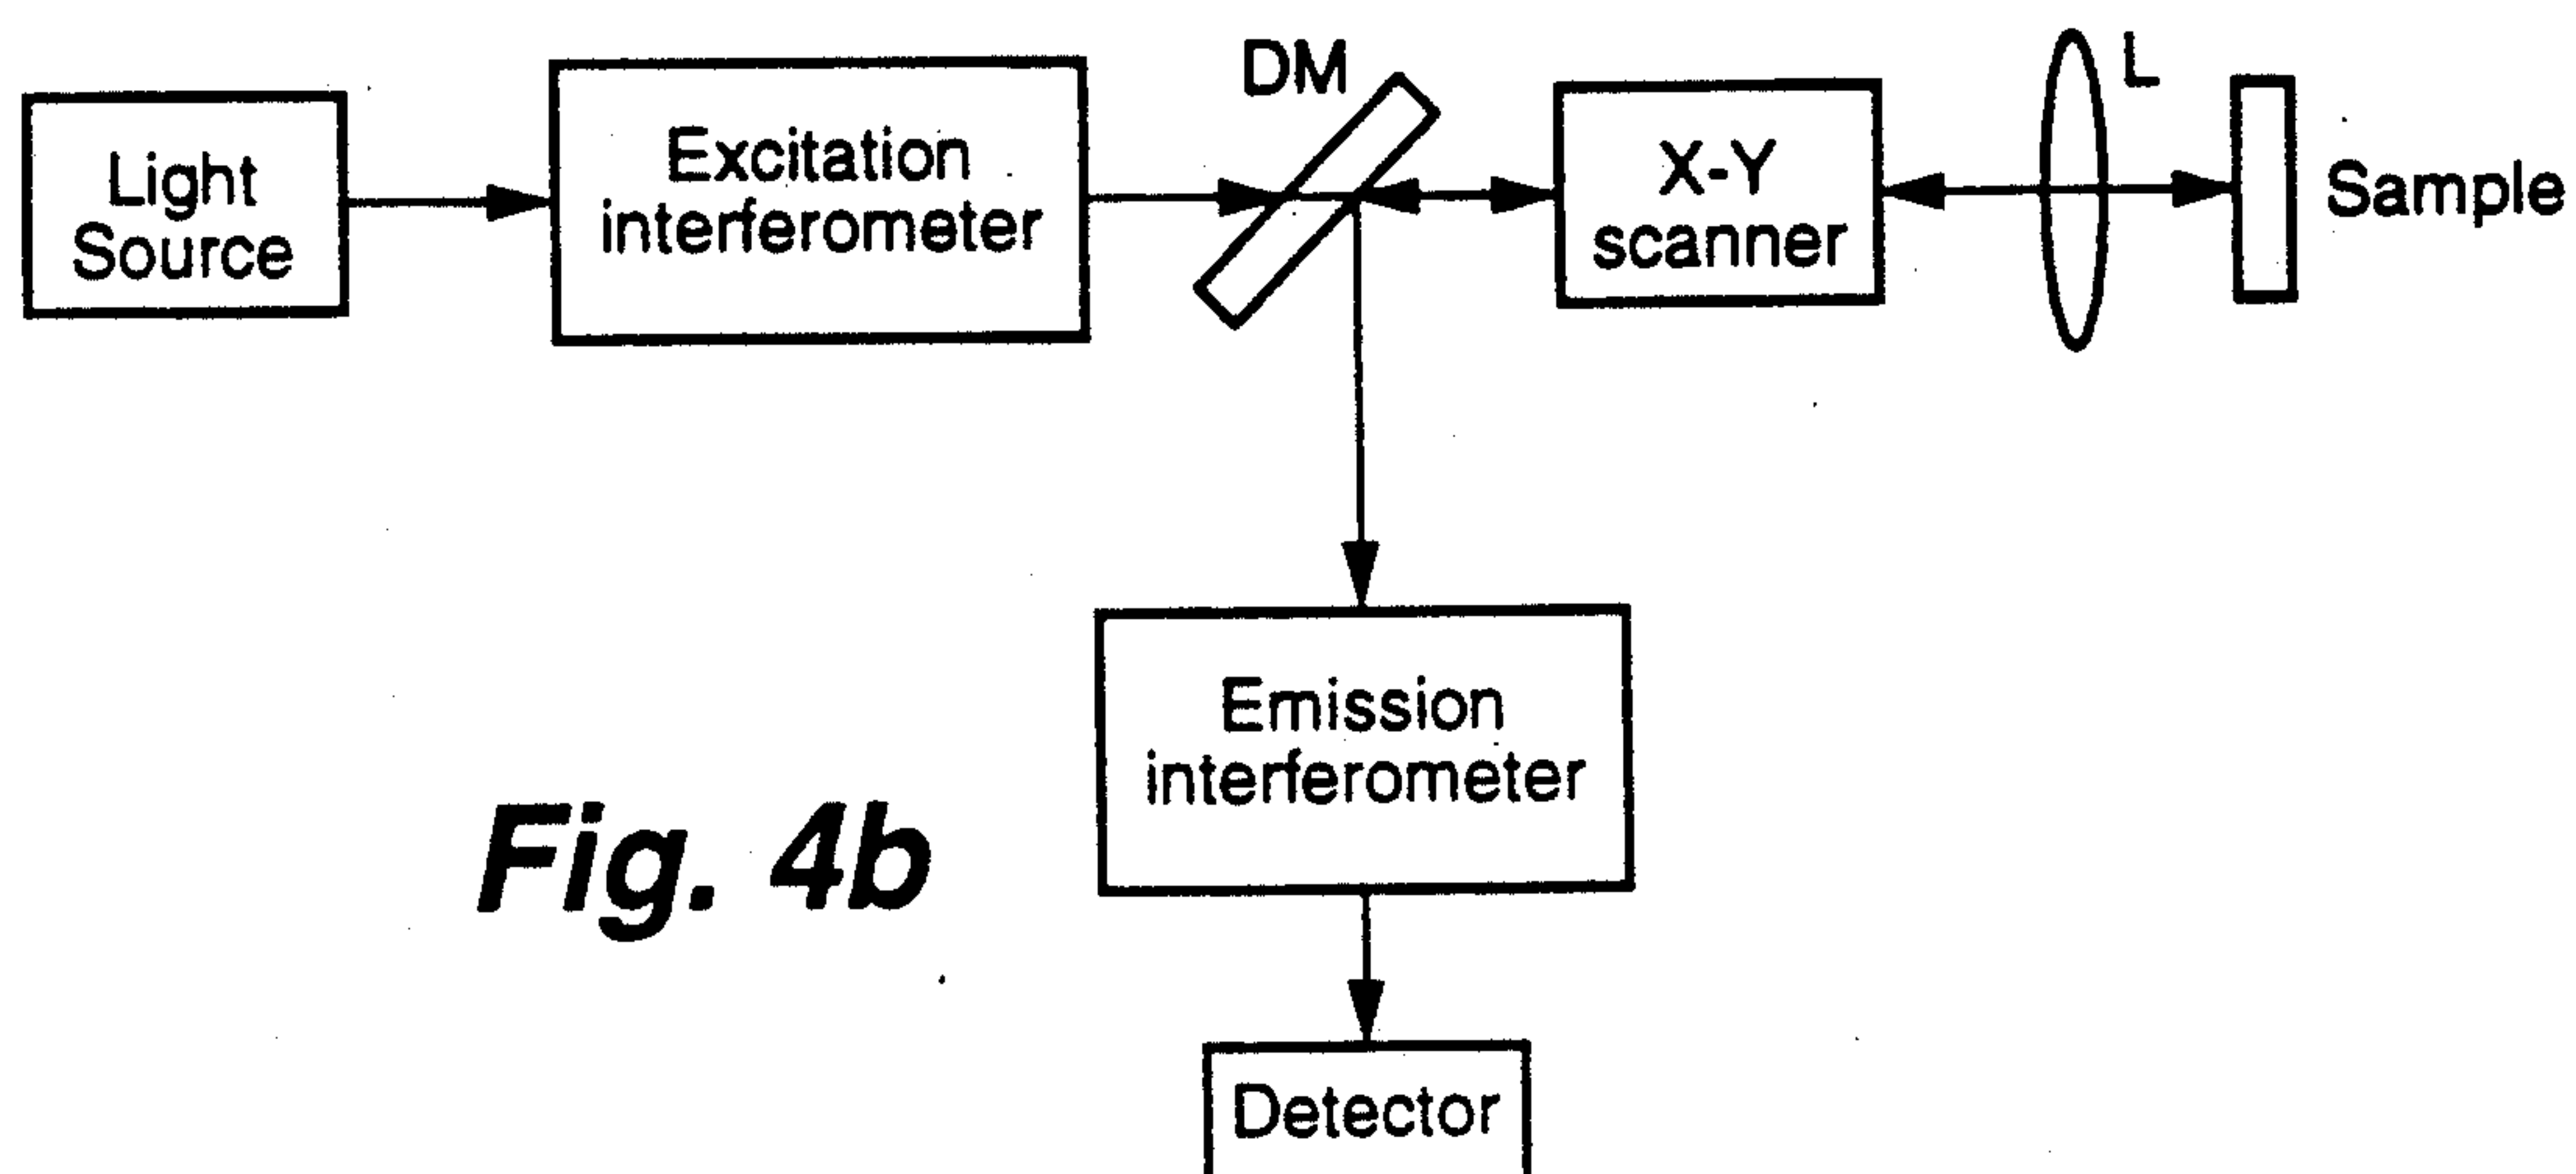 DM
L
Light
Source
Excitation
interferometer
X-Y
scanner
Sample
Emission
interferometer
Fig. 4b
Detector